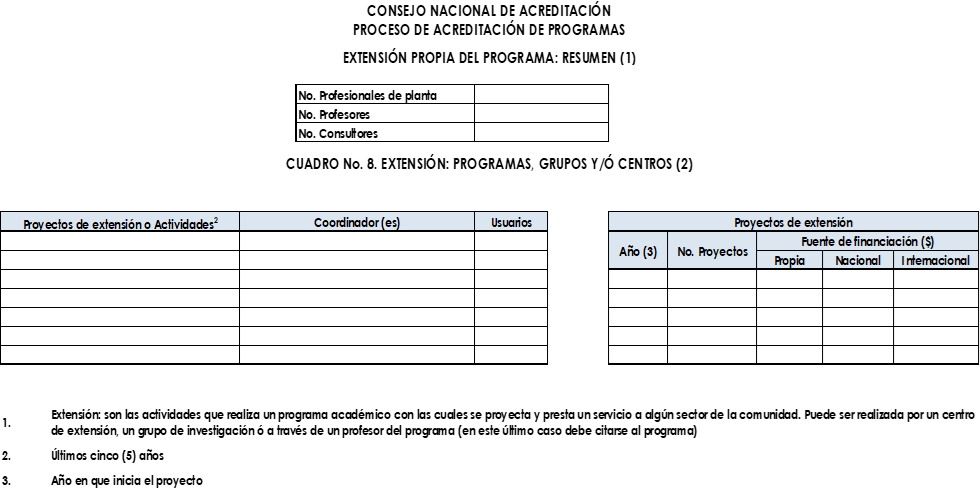 CONSEJO NACIONAL DE ACREDITACIÓN
PROCESO DE ACREDITACIÓN DE PROGRAMAS
EXTENSIÓN PROPIA DEL PROGRAMA: RESUMEN (1)
No. Profesionales de planta
No. Profesores
No. Consultores
CUADRO No. 8. EXTENSIÓN: PROGRAMAS, GRUPOS Y/Ó CENTROS (2)
Proyectos de extensión o Actividades2 Coordinador (es) Usuarios
Proyectos de extensión
Año (3) No. Proyectos Fuente de financiación ($)
Propia Nacional Internacional
1. Extensión: son las actividades que realiza un programa académico con las cuales se proyecta y presta un servicio a algún sector de la comunidad. Puede ser realizada por un centro
de extensión, un grupo de investigación ó a través de un profesor del programa (en este último caso debe citarse al programa)
2. Últimos cinco (5) años
3. Año en que inicia el proyecto